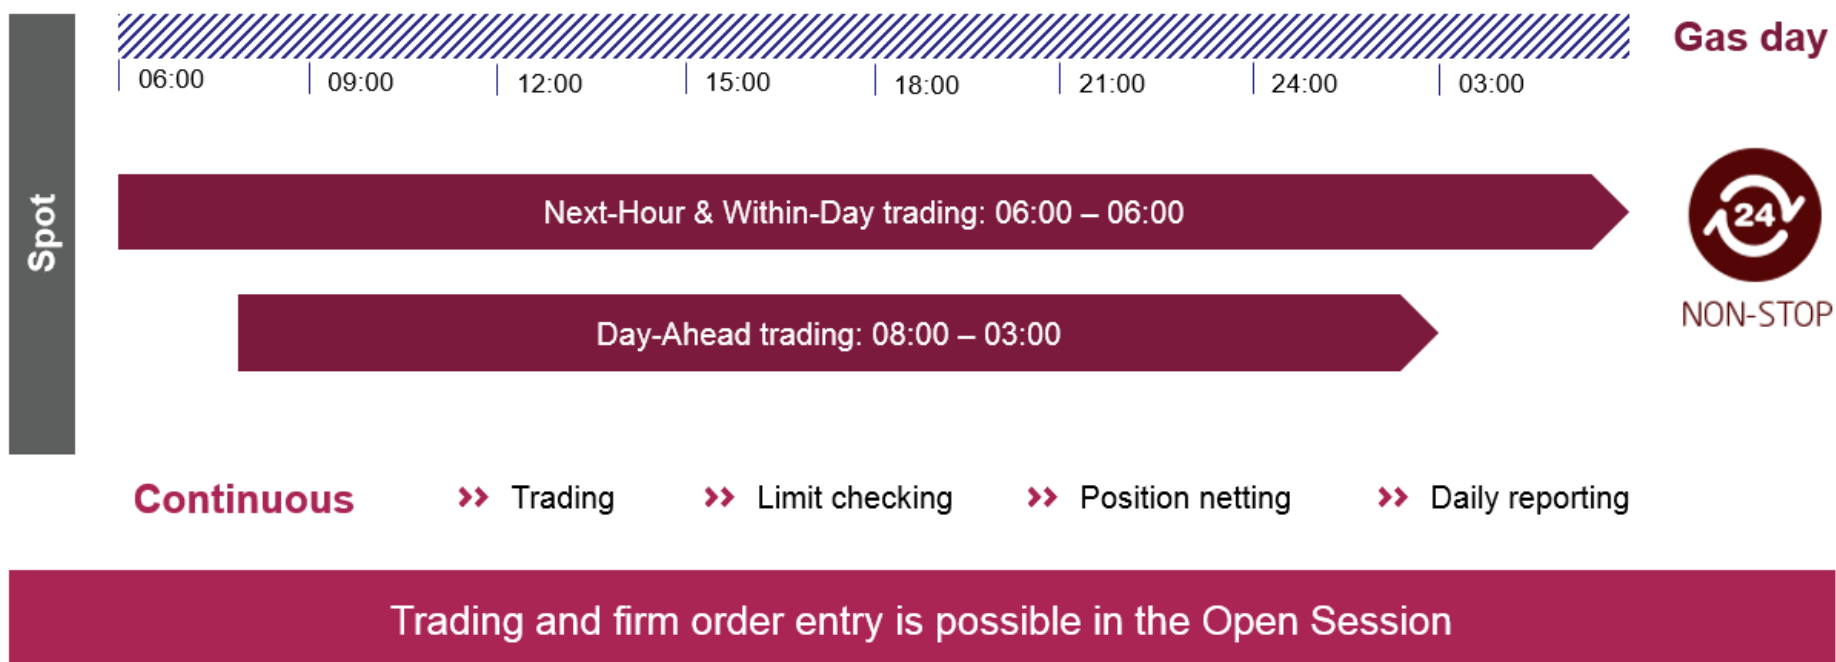 Gas day
06:00 09:00 12:00 15:00 18:00 21:00 24:00 03:00
Spot
Next-Hour & Within-Day trading: 06:00 – 06:00
24
NON-STOP
Day-Ahead trading: 08:00 – 03:00
Continuous Trading Limit checking Position netting Daily reporting
Trading and firm order entry is possible in the Open Session